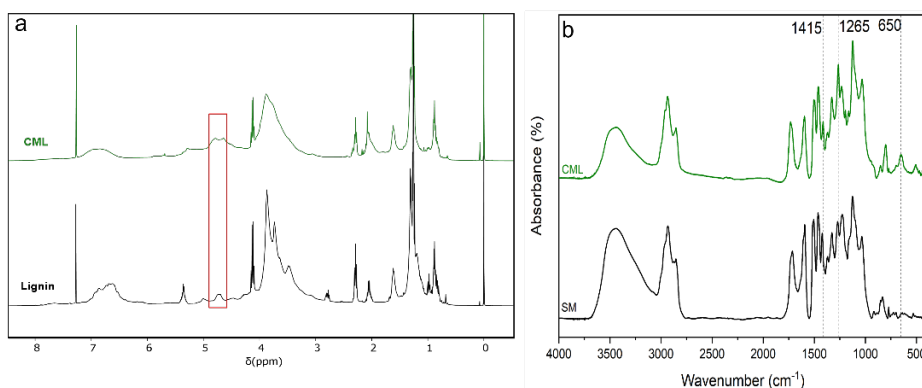 a
CML
Lignin
8 7 6 5 4 3 2 1 0
δ(ppm)
b
1415 1265 650
CML
SM
Absorbance (%)
4000 3500 3000 2500 2000 1500 1000 500
Wavenumber (cm⁻¹)